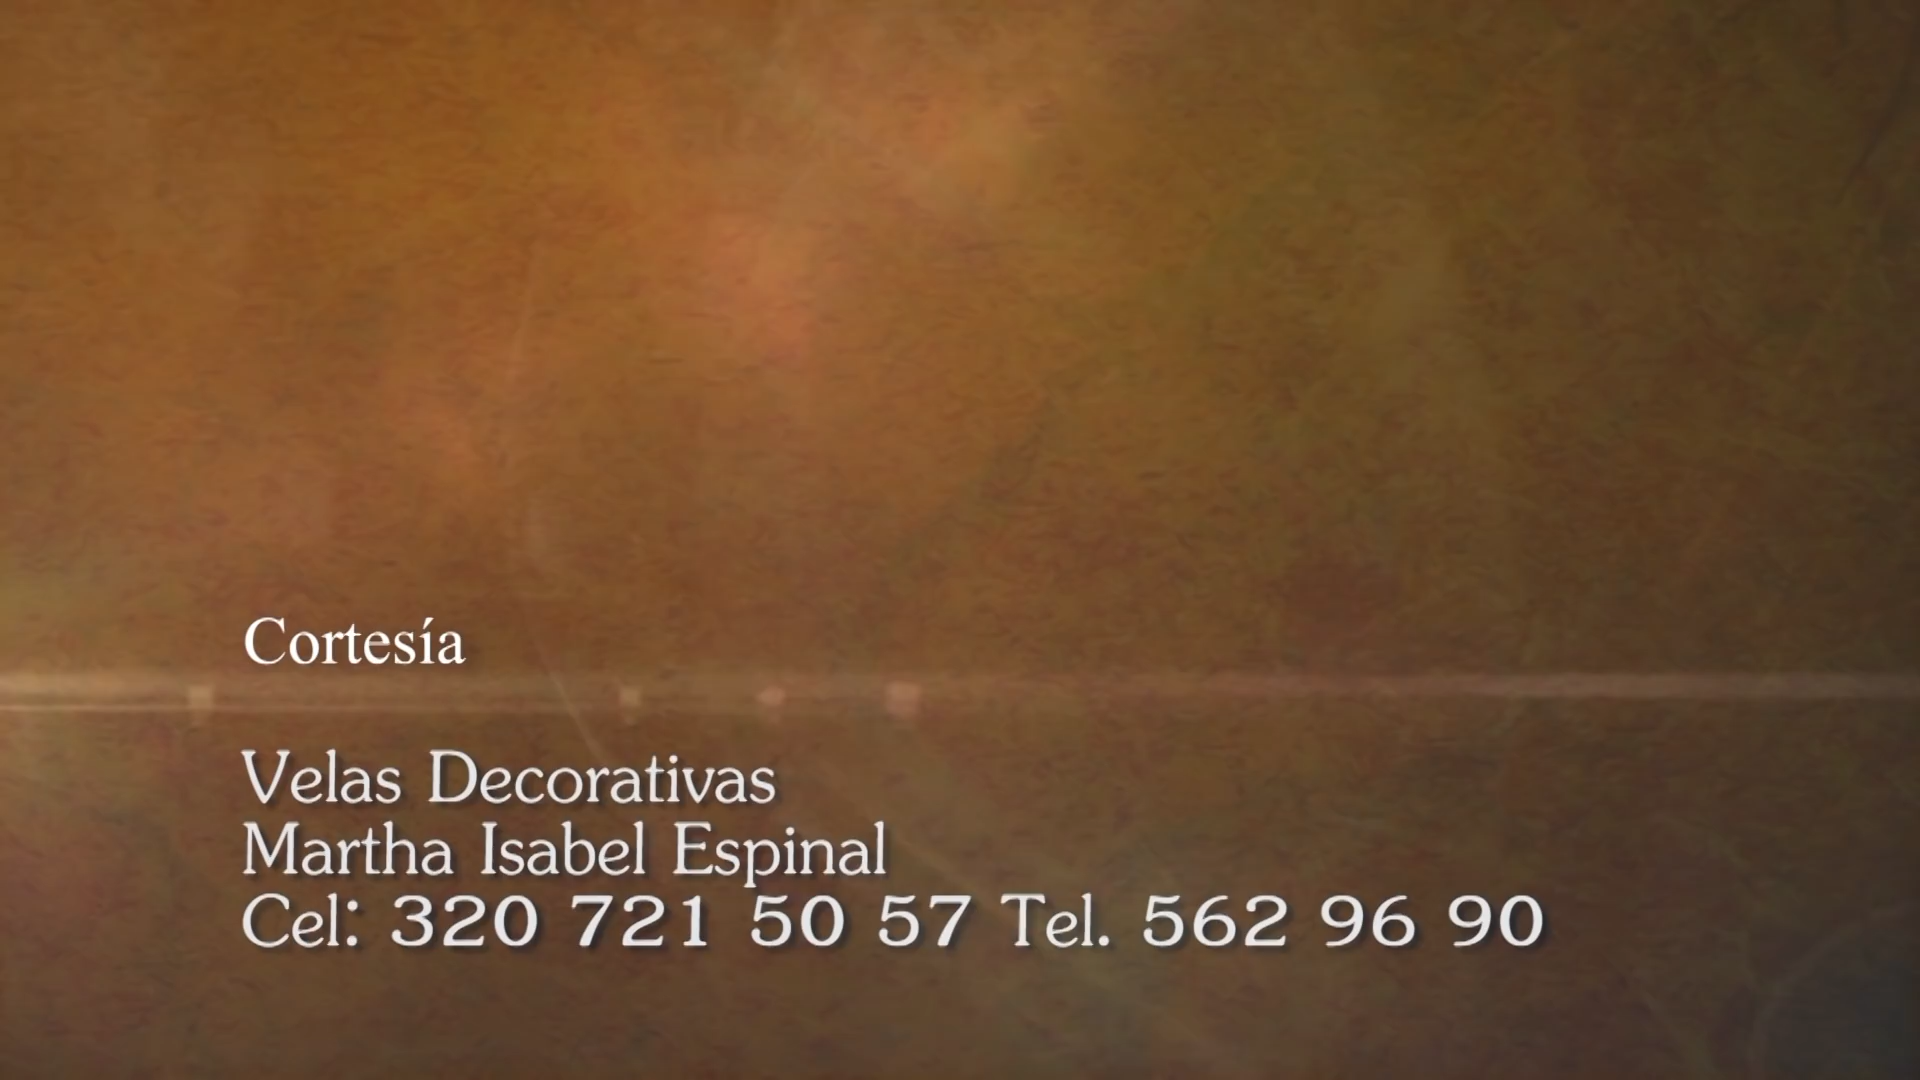 Cortesía
Velas Decorativas
Martha Isabel Espinal
Cel: 320 721 50 57 Tel. 562 96 90